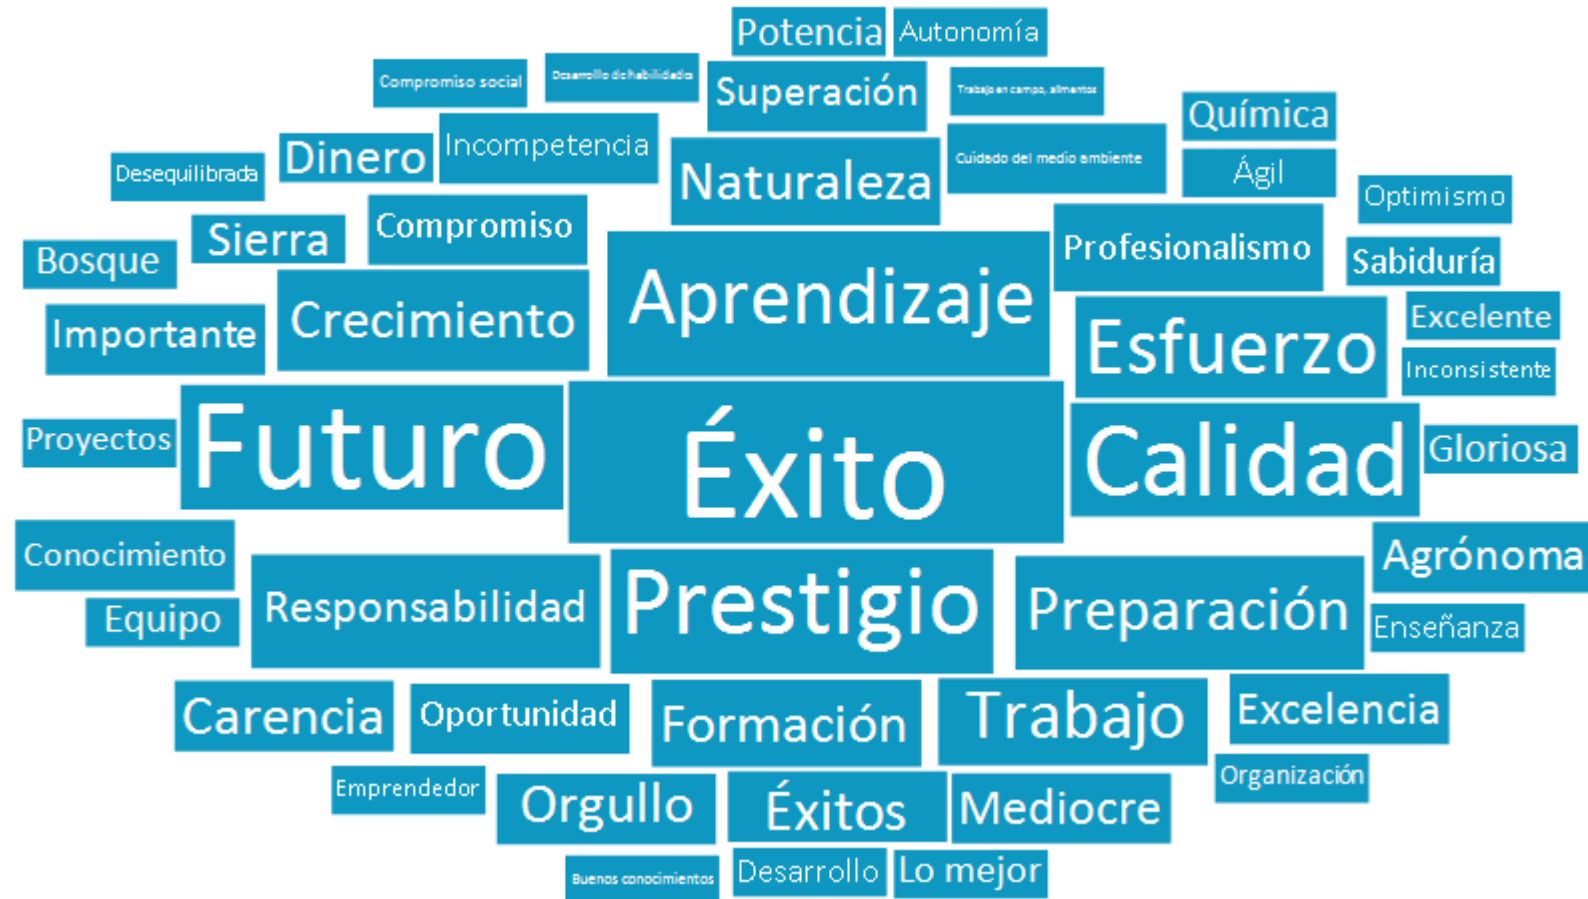 Potencia
Autonomía
Compromiso social
Desarrollo de habilidades
Superación
Trabajo en campo, alimentos
Química
Dinero
Incompetencia
Naturaleza
Cuidado del medio ambiente
Ágil
Desequilibrada
Optimismo
Bosque
Sierra
Compromiso
Profesionalismo
Sabiduría
Importante
Crecimiento
Aprendizaje
Esfuerzo
Excelente
Inconsistente
Proyectos
Futuro
Éxito
Calidad
Gloriosa
Conocimiento
Responsabilidad
Prestigio
Preparación
Agrónoma
Equipo
Enseñanza
Carencia
Oportunidad
Formación
Trabajo
Excelencia
Emprendedor
Orgullo
Éxitos
Mediocre
Organización
Buenos conocimientos
Desarrollo
Lo mejor